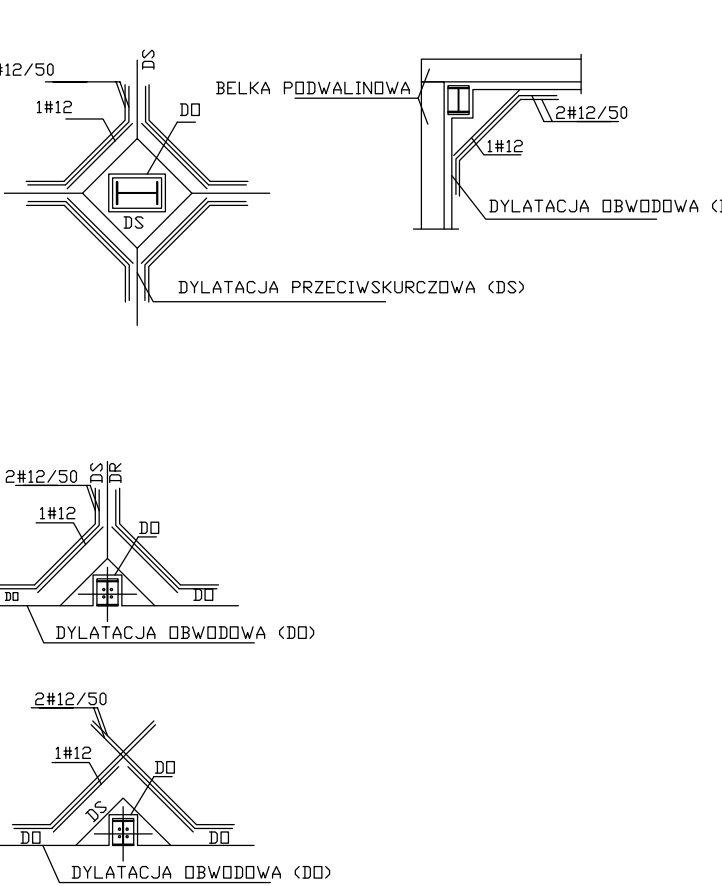 DS
#12/50
1#12
DO
DS
DYLATACJA PRZECIWSKURCZOWA (DS)
BELKA PODWALINOWA
2#12/50
1#12
DYLATACJA OBWODOWA (
2#12/50
DS
DR
1#12
DO
DO
DO
DYLATACJA OBWODOWA (DO)
2#12/50
1#12
DO
DS
DO
DO
DYLATACJA OBWODOWA (DO)